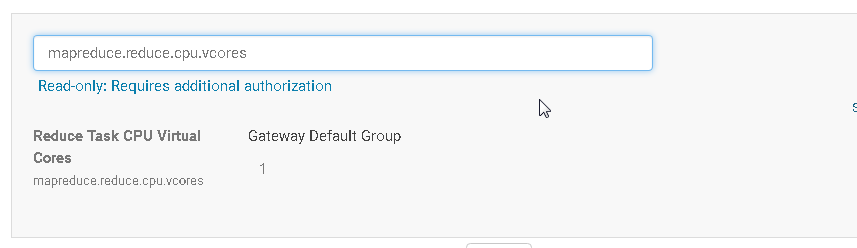 mapreduce.reduce.cpu.vcores
Read-only: Requires additional authorization
Reduce Task CPU Virtual Cores
mapreduce.reduce.cpu.vcores
Gateway Default Group
1